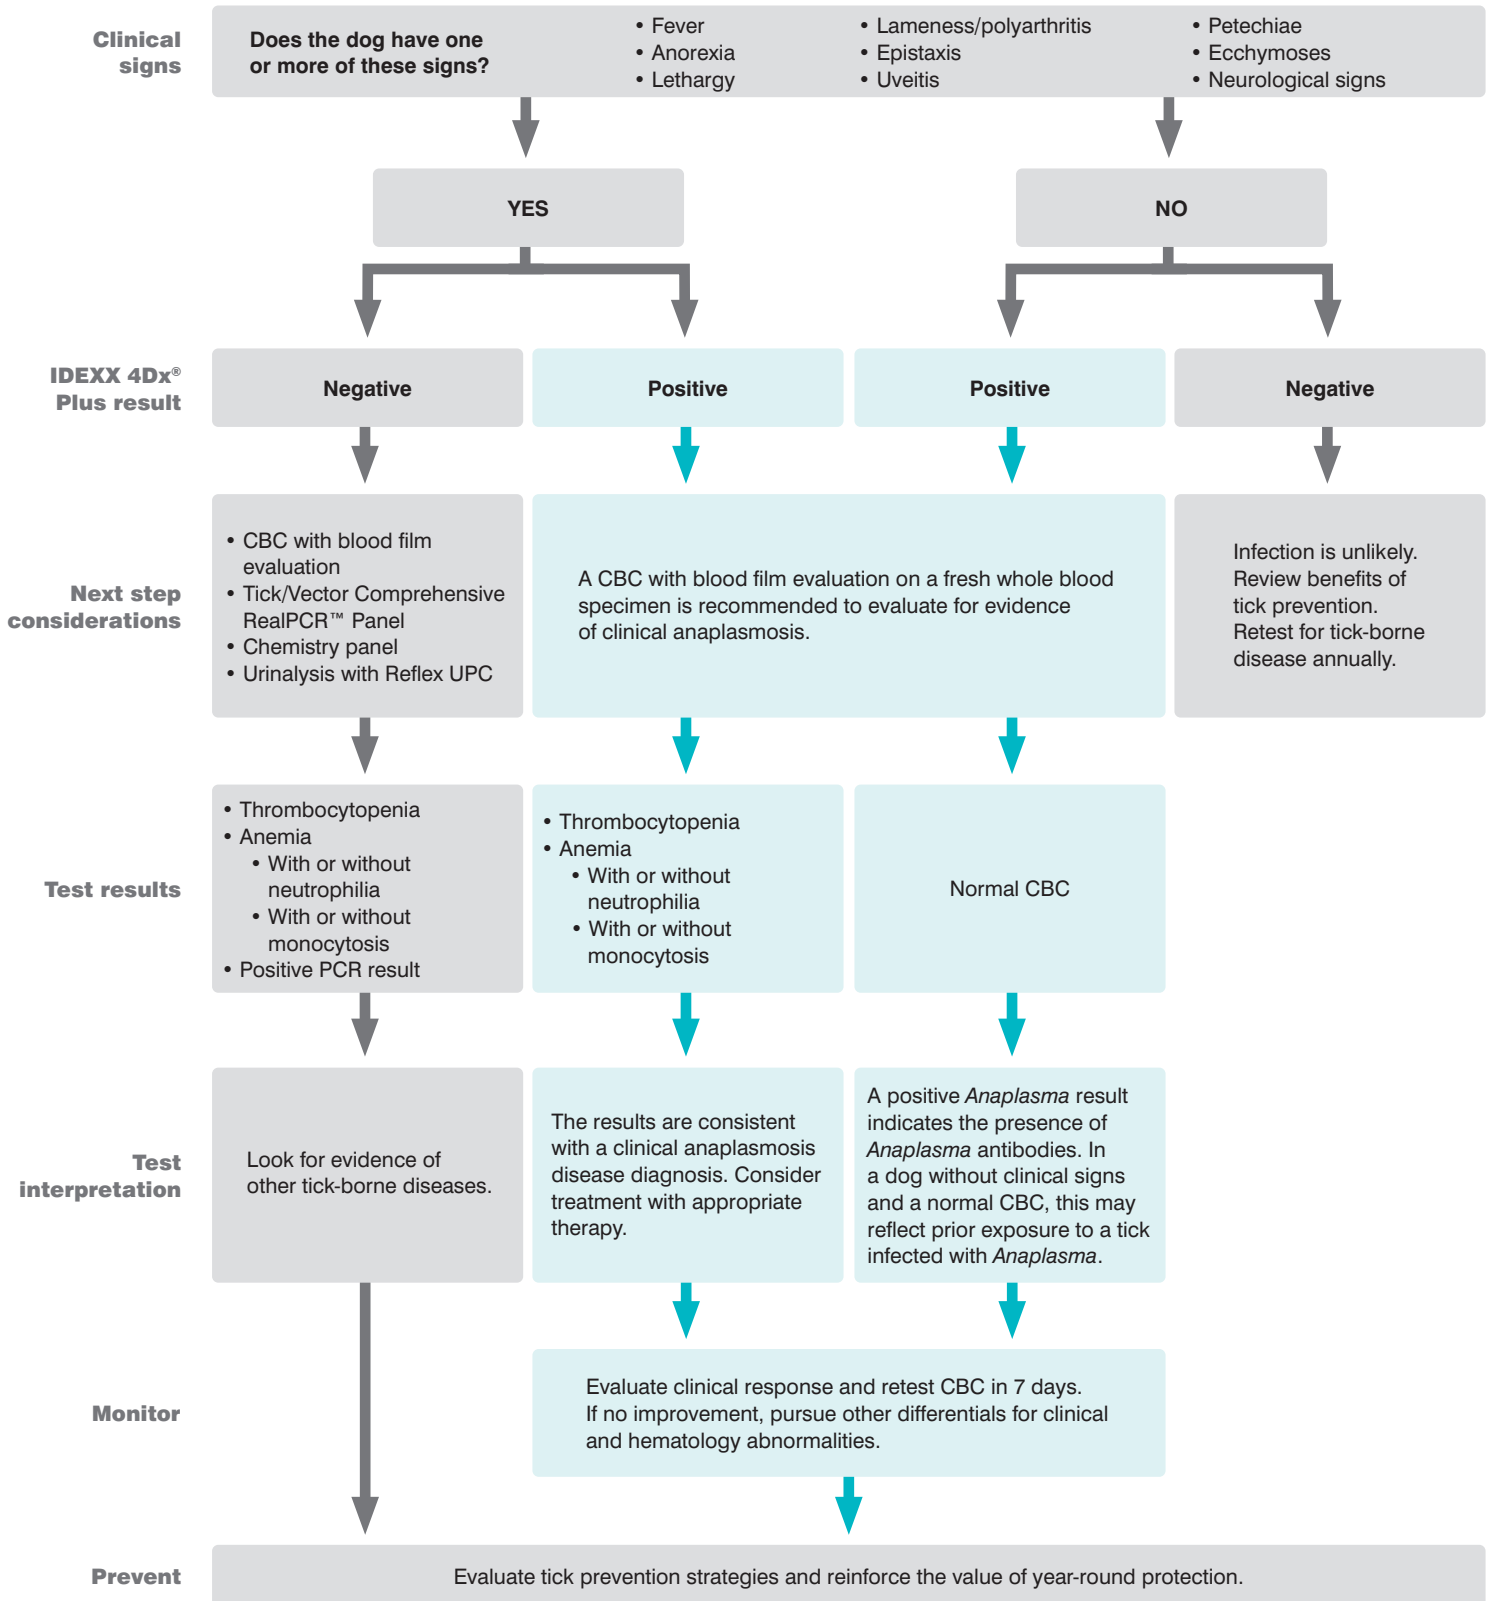 Clinical
signs
Does the dog have one
or more of these signs?
• Fever
• Anorexia
• Lethargy
• Lameness/polyarthritis
• Epistaxis
• Uveitis
• Petechiae
• Ecchymoses
• Neurological signs
YES
NO
IDEXX 4Dx®
Plus result
Negative
Positive
Positive
Negative
Next step
considerations
• CBC with blood film
evaluation
• Tick/Vector Comprehensive
RealPCR™ Panel
• Chemistry panel
• Urinalysis with Reflex UPC
A CBC with blood film evaluation on a fresh whole blood
specimen is recommended to evaluate for evidence
of clinical anaplasmosis.
Infection is unlikely.
Review benefits of
tick prevention.
Retest for tick-borne
disease annually.
Test results
• Thrombocytopenia
• Anemia
• With or without
neutrophilia
• With or without
monocytosis
• Positive PCR result
• Thrombocytopenia
• Anemia
• With or without
neutrophilia
• With or without
monocytosis
Normal CBC
Test
interpretation
Look for evidence of
other tick-borne diseases.
The results are consistent
with a clinical anaplasmosis
disease diagnosis. Consider
treatment with appropriate
therapy.
A positive Anaplasma result
indicates the presence of
Anaplasma antibodies. In
a dog without clinical signs
and a normal CBC, this may
reflect prior exposure to a tick
infected with Anaplasma.
Monitor
Evaluate clinical response and retest CBC in 7 days.
If no improvement, pursue other differentials for clinical
and hematology abnormalities.
Prevent
Evaluate tick prevention strategies and reinforce the value of year-round protection.